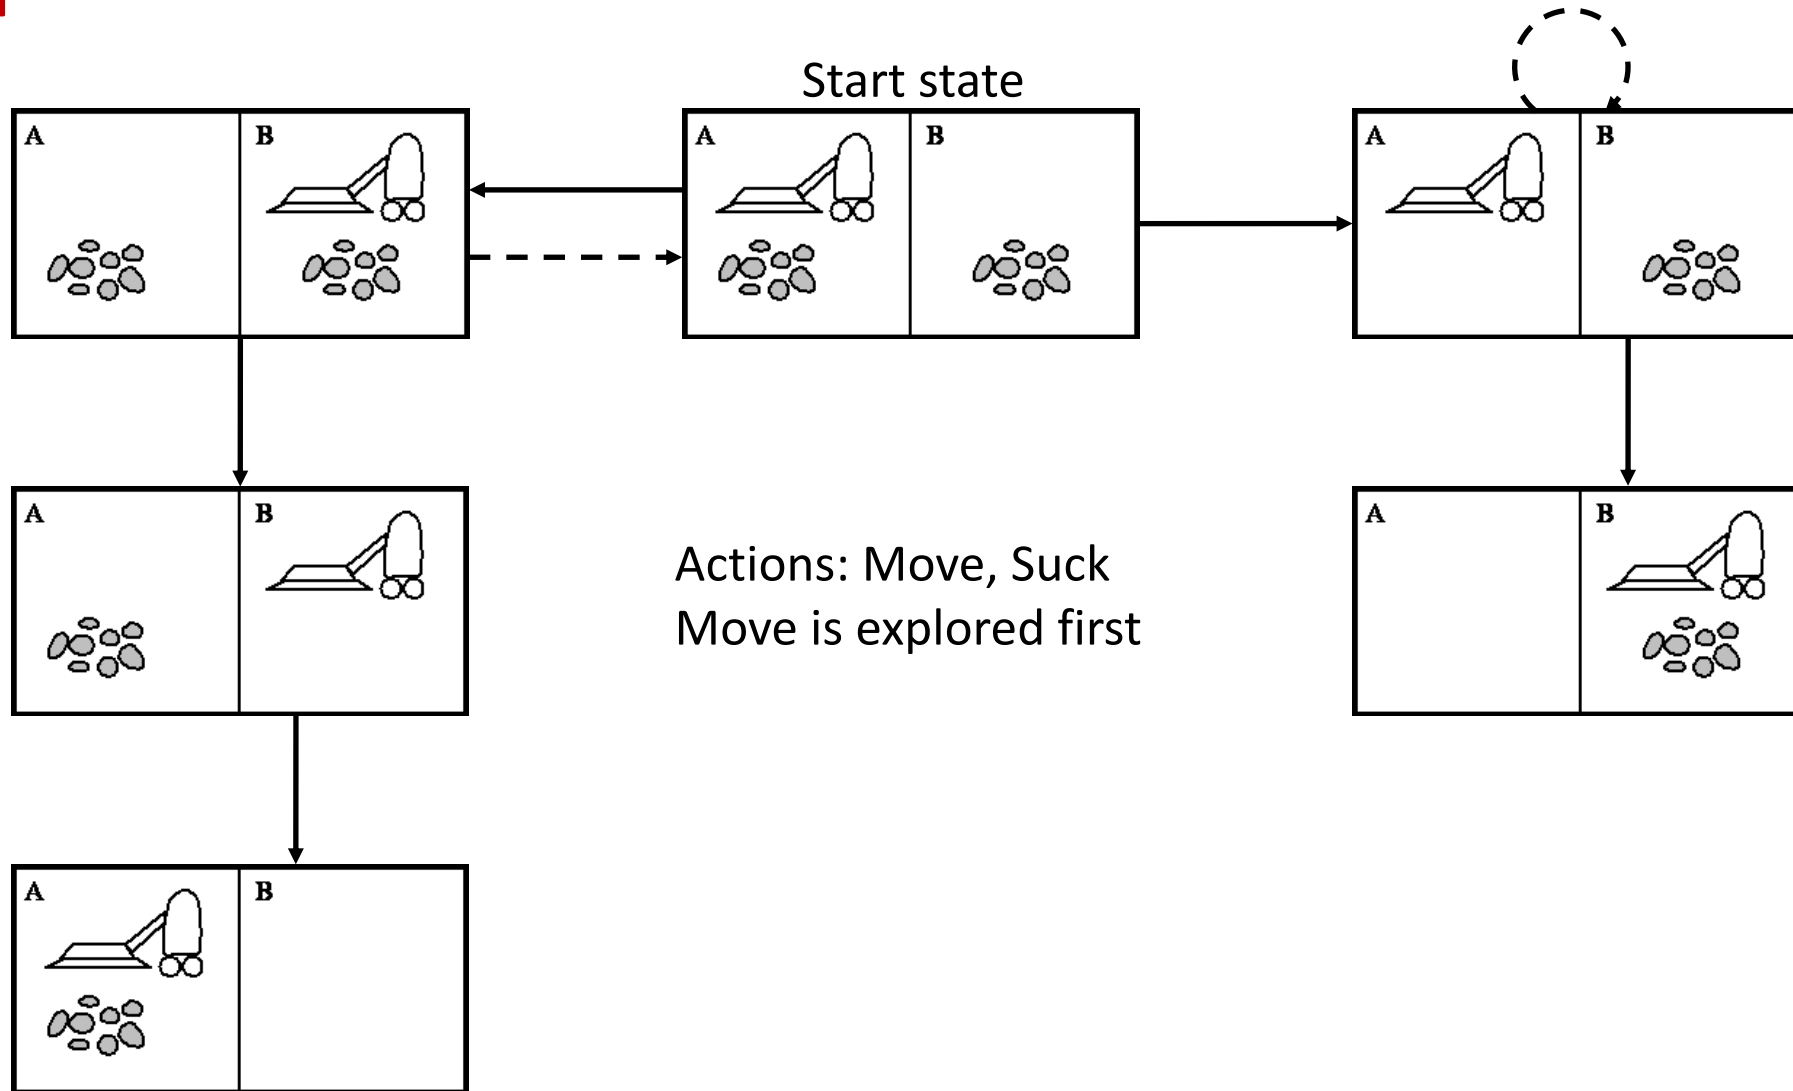 Start state
A B
A B
A B
A B
Actions: Move, Suck
Move is explored first
A B
A B